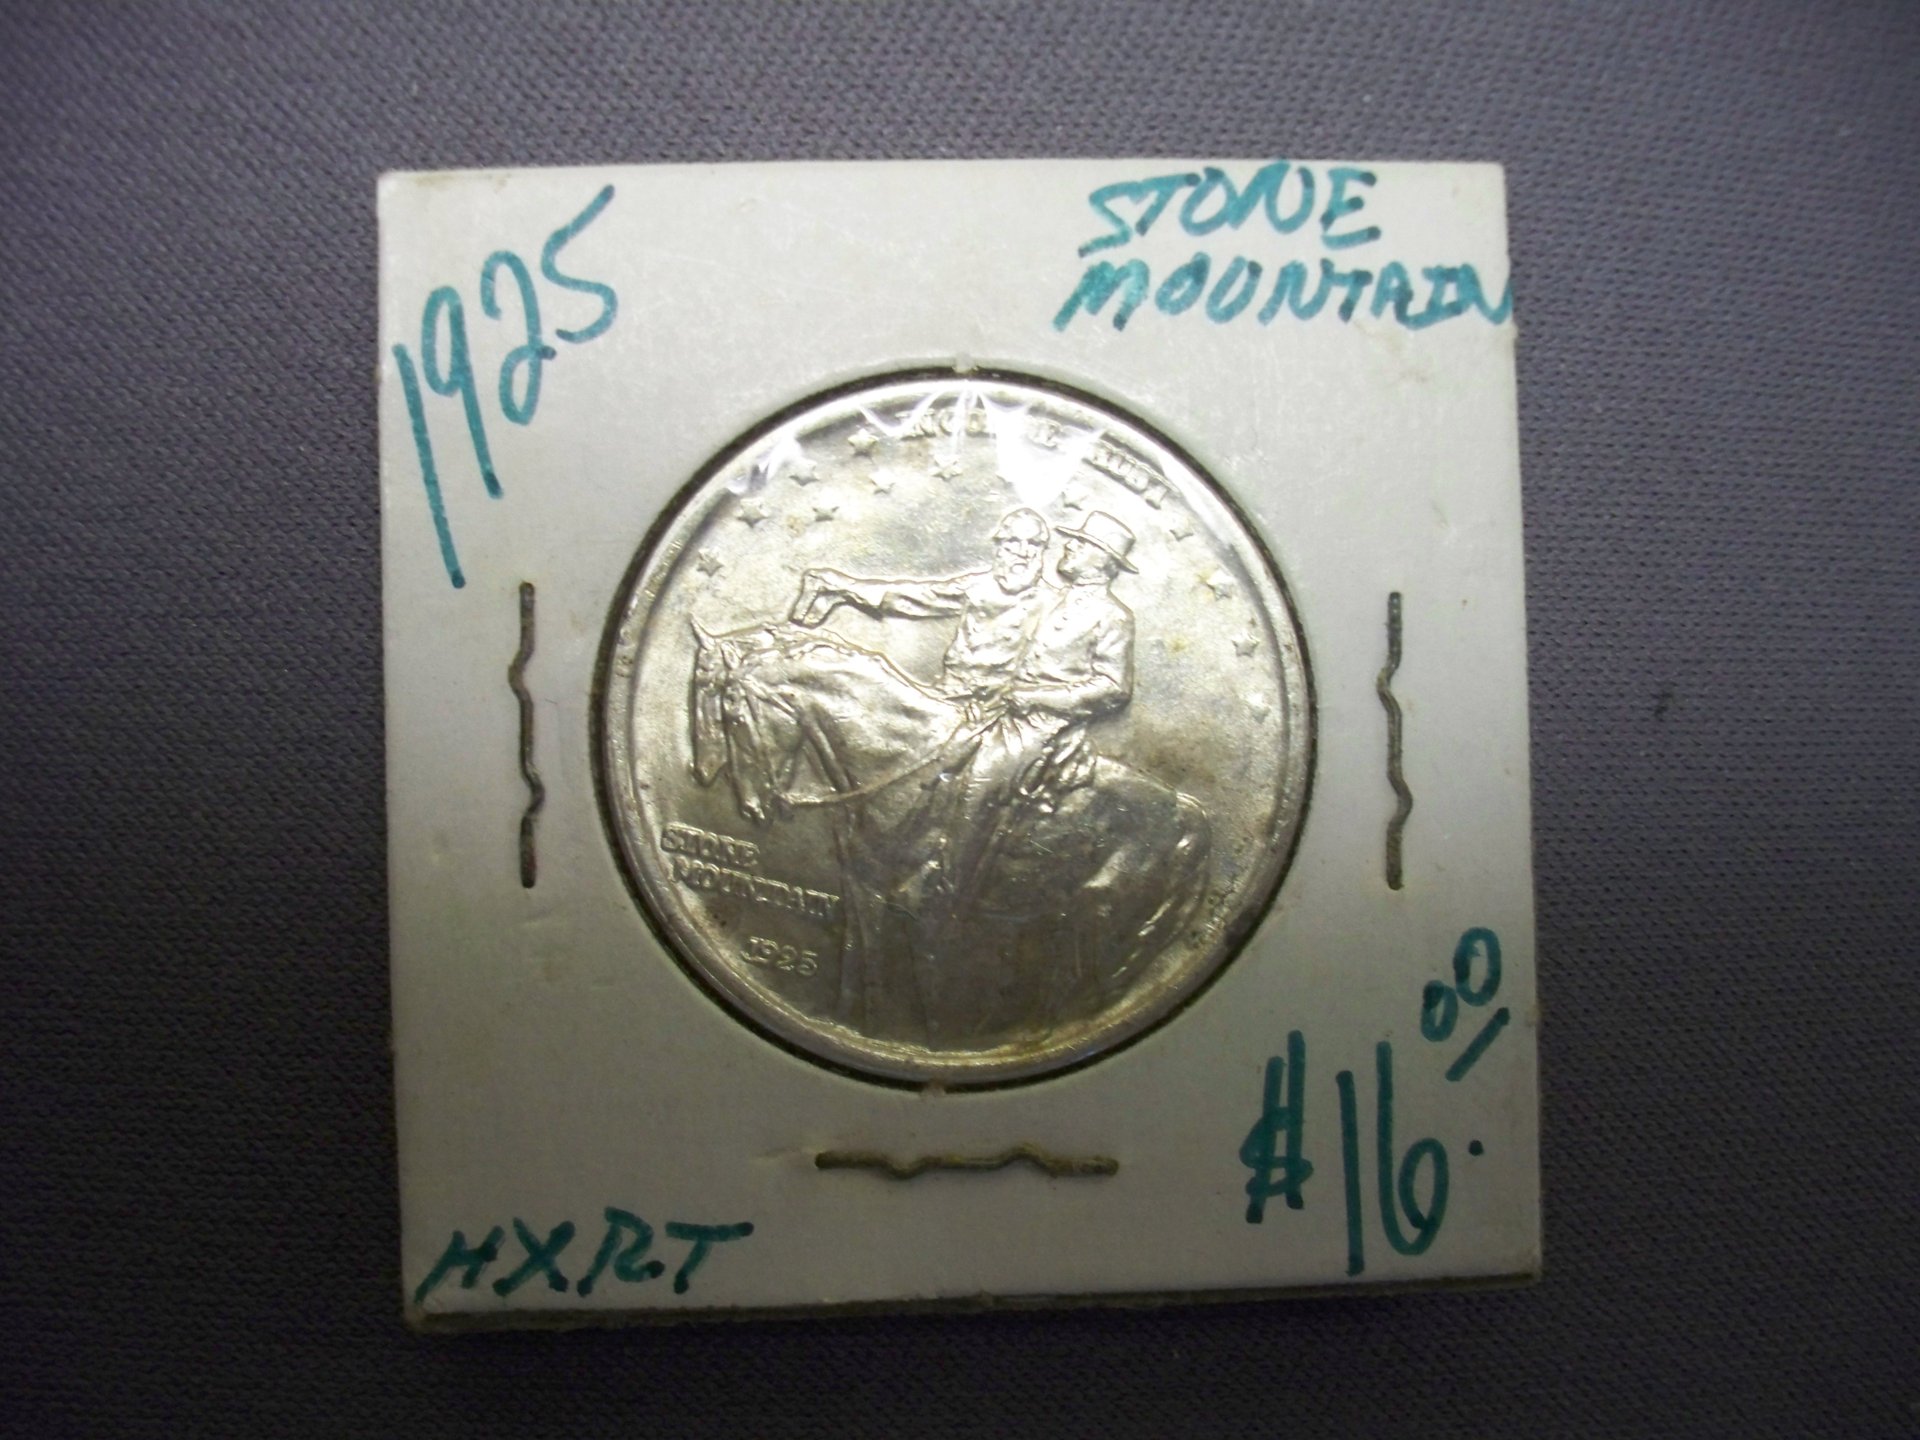 1925
STONE
MOUNTAIN
STONE
MOUNTAIN
1925
HXRT
$16.00